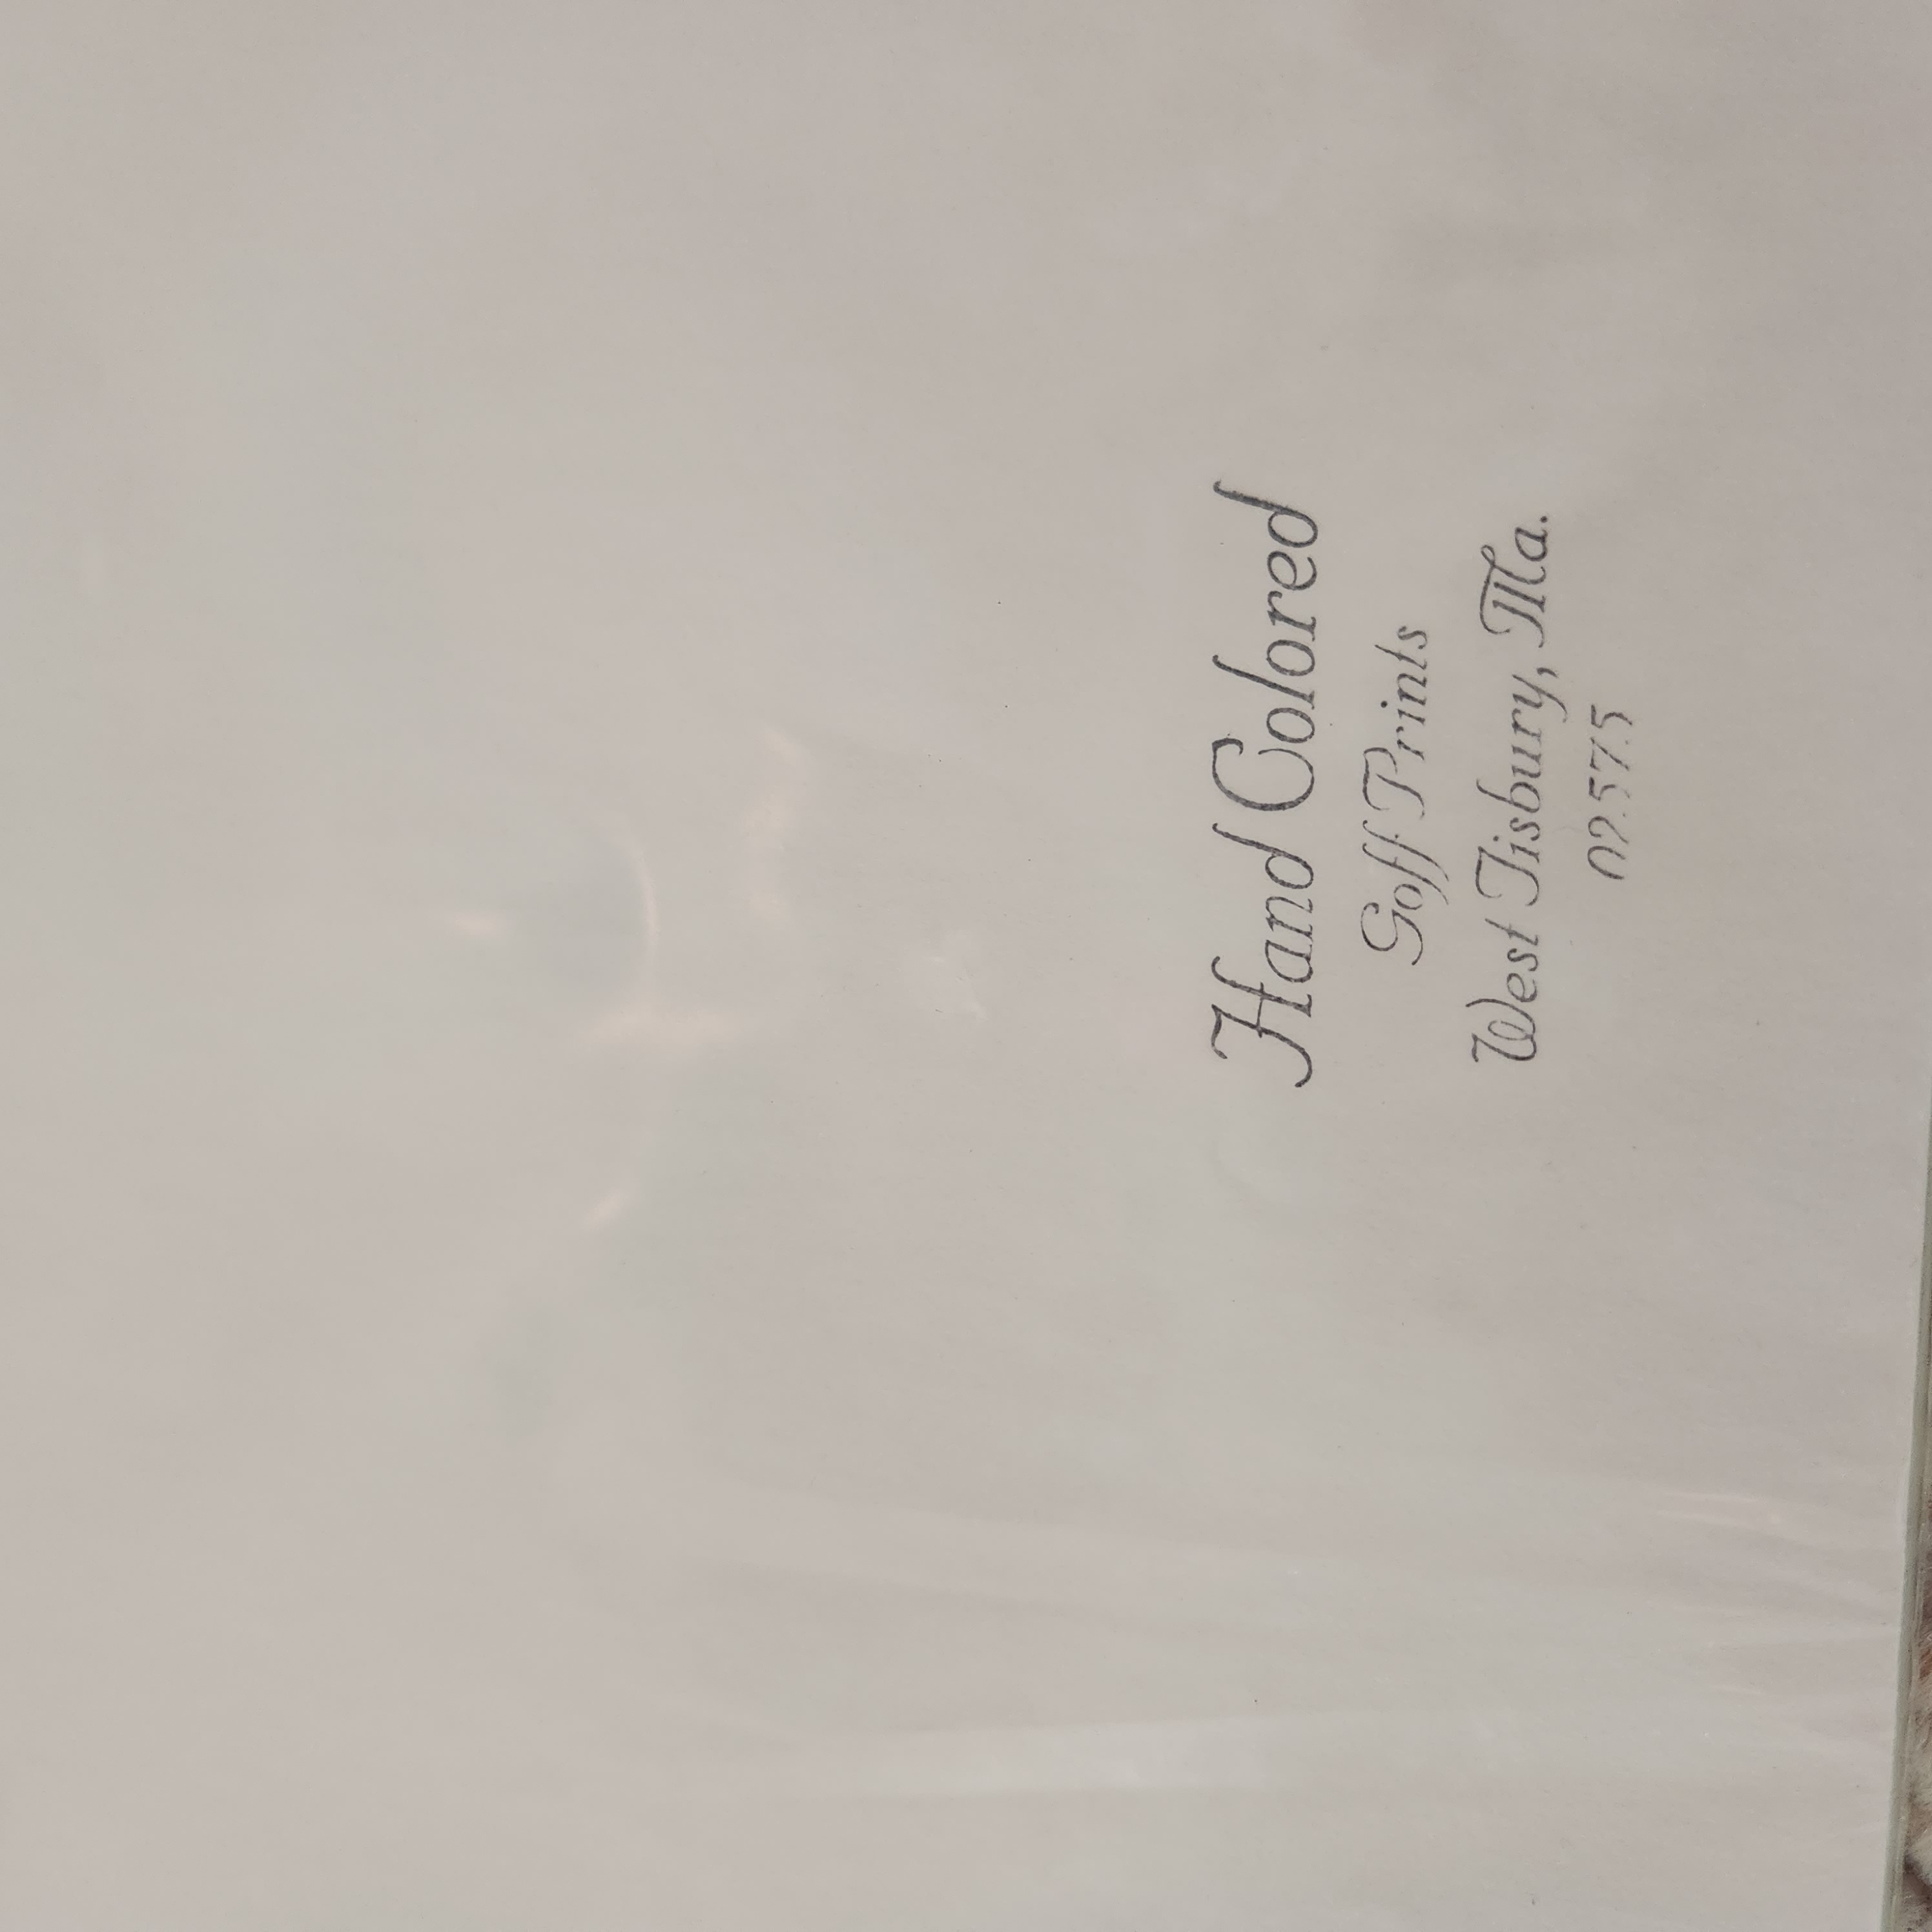 Hand Colored
Goff Prints
West Tisbury, Ma.
02575